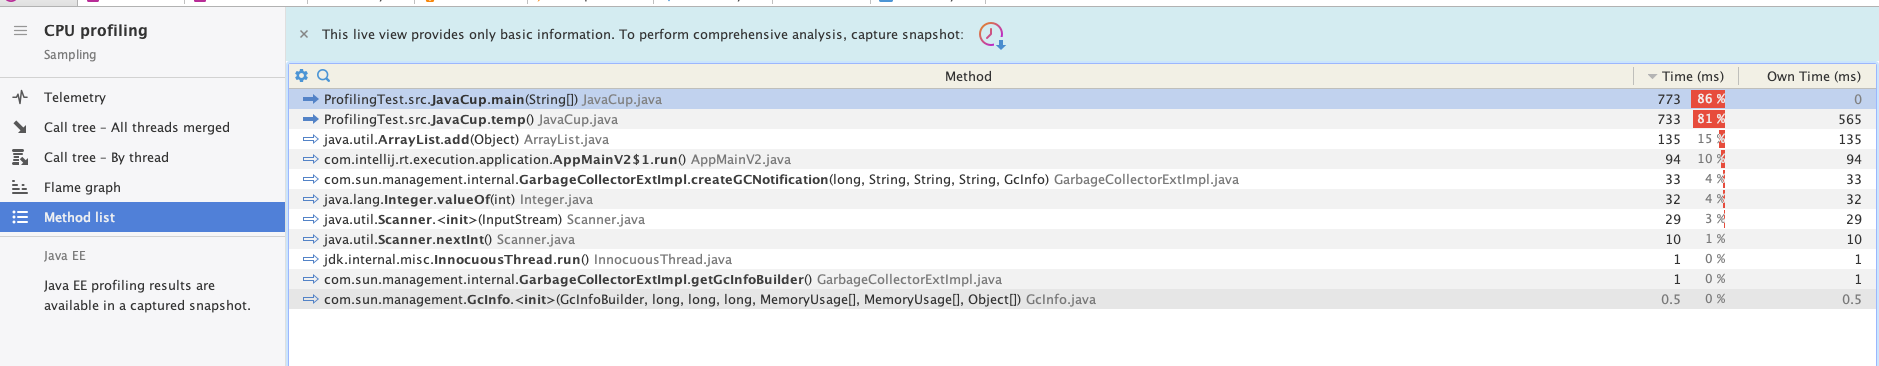 CPU profiling
Sampling
Telemetry
Call tree – All threads merged
Call tree – By thread
Flame graph
Method list
Java EE
Java EE profiling results are
available in a captured snapshot.
× This live view provides only basic information. To perform comprehensive analysis, capture snapshot:
Method Time (ms) Own Time (ms)
ProfilingTest.src.JavaCup.main(String[]) JavaCup.java 773 86 % 0
ProfilingTest.src.JavaCup.temp() JavaCup.java 733 81 % 565
java.util.ArrayList.add(Object) ArrayList.java 135 15 % 135
com.intellij.rt.execution.application.AppMainV2$1.run() AppMainV2.java 94 10 % 94
com.sun.management.internal.GarbageCollectorExtImpl.createGCNotification(long, String, String, String, GcInfo) GarbageCollectorExtImpl.java 33 4 % 33
java.lang.Integer.valueOf(int) Integer.java 32 4 % 32
java.util.Scanner.<init>(InputStream) Scanner.java 29 3 % 29
java.util.Scanner.nextInt() Scanner.java 10 1 % 10
jdk.internal.misc.InnocuousThread.run() InnocuousThread.java 1 0 % 1
com.sun.management.internal.GarbageCollectorExtImpl.getGcInfoBuilder() GarbageCollectorExtImpl.java 1 0 % 1
com.sun.management.GcInfo.<init>(GcInfoBuilder, long, long, long, MemoryUsage[], MemoryUsage[], Object[]) GcInfo.java 0.5 0 % 0.5